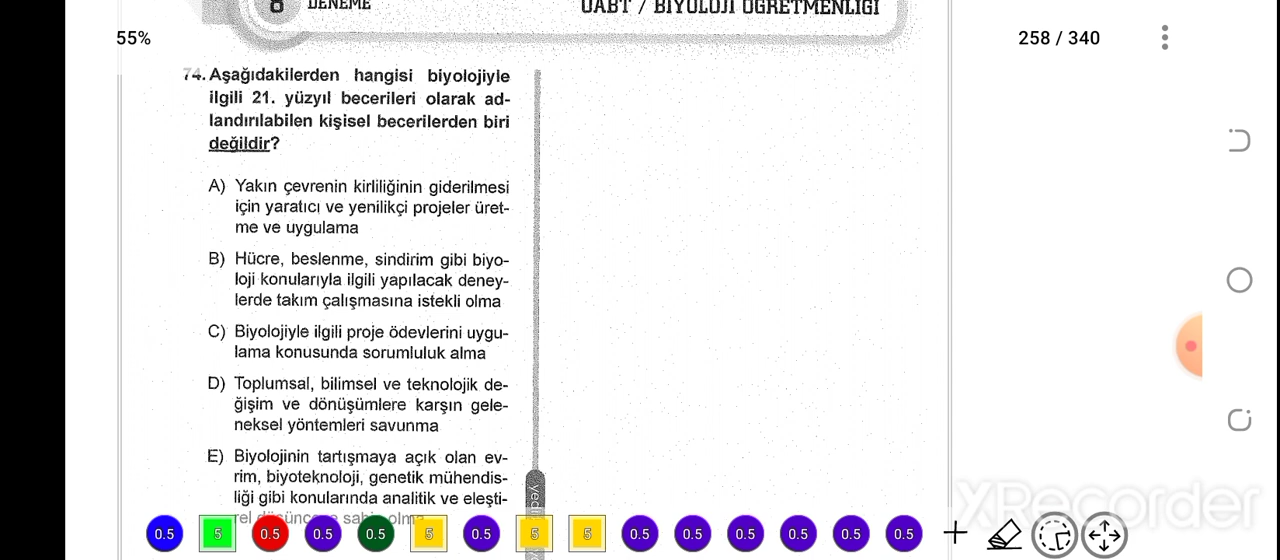 8 DENEME
ÖABT / BİYOLOJİ ÖĞRETMENLİĞİ
55%
258 / 340
74. Aşağıdakilerden hangisi biyolojiyle
ilgili 21. yüzyıl becerileri olarak ad-
landırılabilen kişisel becerilerden biri
değildir?
A) Yakın çevrenin kirliliğinin giderilmesi
için yaratıcı ve yenilikçi projeler üret-
me ve uygulama
B) Hücre, beslenme, sindirim gibi biyo-
loji konularıyla ilgili yapılacak deney-
lerde takım çalışmasına istekli olma
C) Biyolojiyle ilgili proje ödevlerini uygu-
lama konusunda sorumluluk alma
D) Toplumsal, bilimsel ve teknolojik de-
ğişim ve dönüşümlere karşın gele-
neksel yöntemleri savunma
E) Biyolojinin tartışmaya açık olan ev-
rim, biyoteknoloji, genetik mühendis-
liği gibi konularında analitik ve eleşti-
rel düşünceye sahip olma
0.5 5 0.5 0.5 0.5 5 0.5 5 5 0.5 0.5 0.5 0.5 0.5 0.5
XRecorder